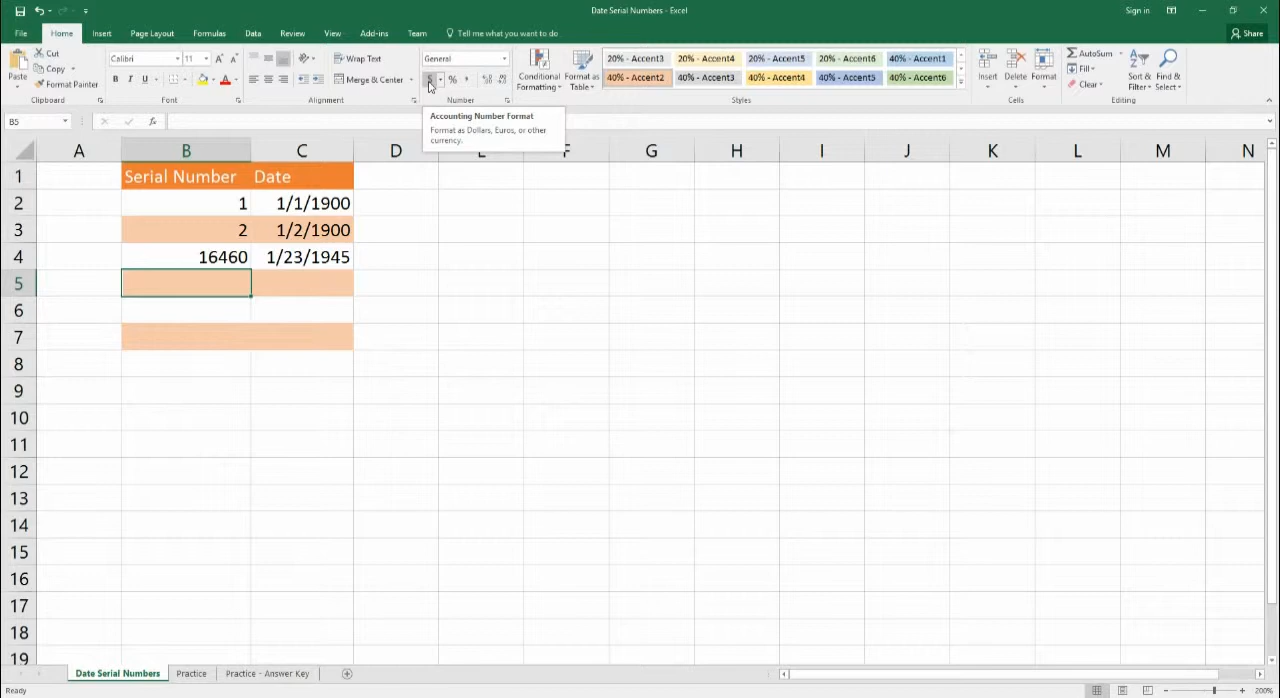 Date Serial Numbers - Excel
Sign in
File Home Insert Page Layout Formulas Data Review View Add-ins Team Tell me what you want to do
Share
Paste
Cut
Copy
Format Painter
Clipboard
Calibri 11 A A
B I U A
Font
Wrap Text
Merge & Center
Alignment
General
$ %
Number
Conditional Formatting
Format as Table
20% - Accent3 20% - Accent4 20% - Accent5 20% - Accent6 40% - Accent1
40% - Accent2 40% - Accent3 40% - Accent4 40% - Accent5 40% - Accent6
Styles
Insert Delete Format
Cells
AutoSum
Fill
Clear
Sort & Filter
Find & Select
Editing
B5 fx
Accounting Number Format
Format as Dollars, Euros, or other
currency.
A B C D E F G H I J K L M N
1 Serial Number Date
2 1 1/1/1900
3 2 1/2/1900
4 16460 1/23/1945
5
6
7
8
9
10
11
12
13
14
15
16
17
18
19
Date Serial Numbers Practice Practice - Answer Key
Ready
200%